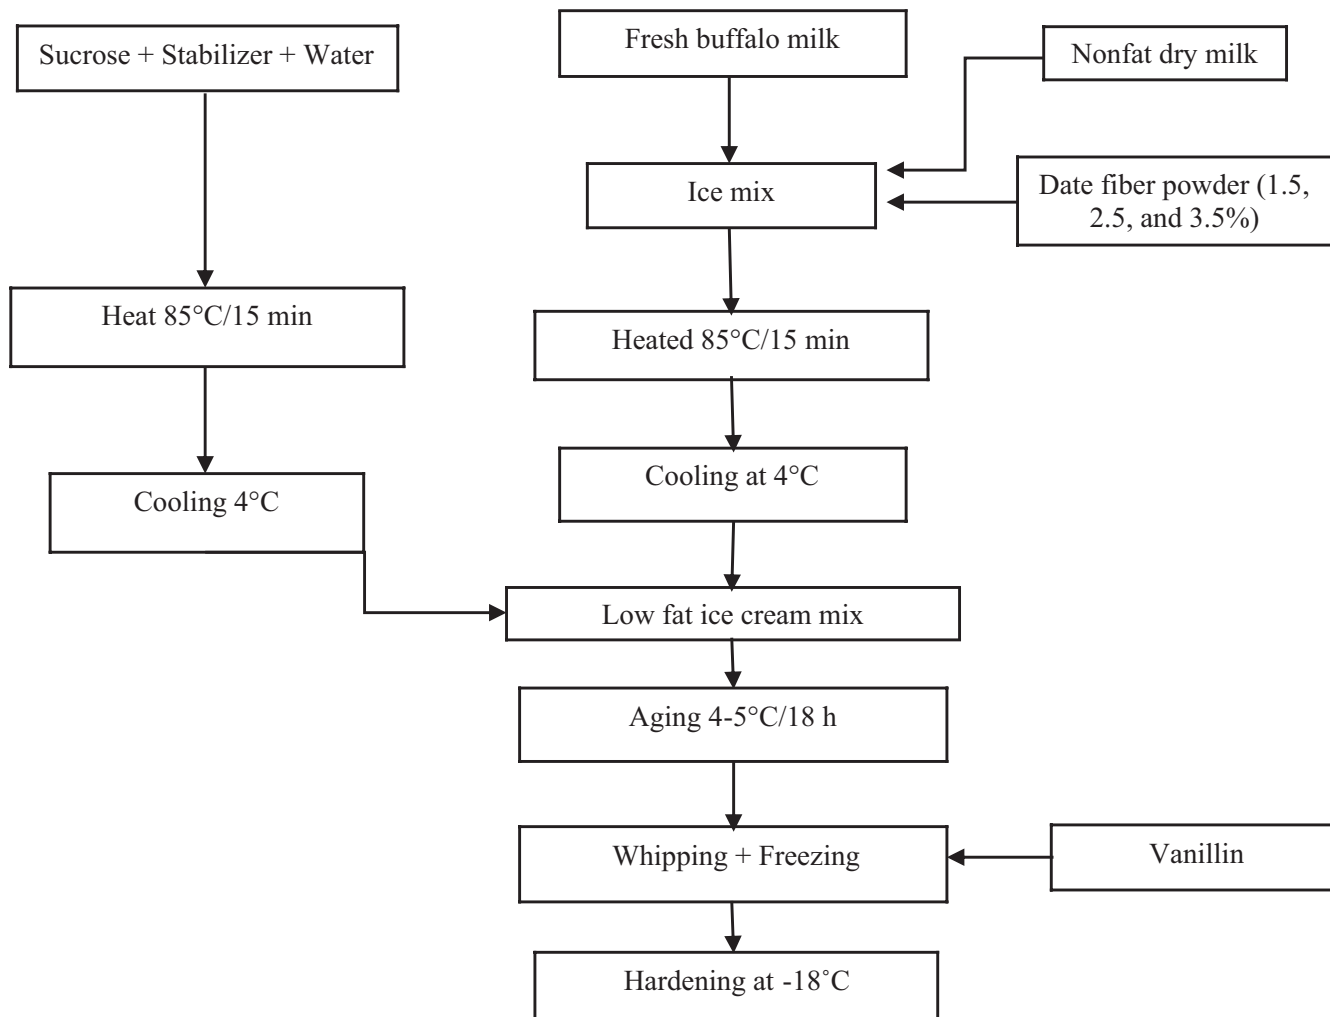 Sucrose + Stabilizer + Water
Fresh buffalo milk
Nonfat dry milk
Ice mix
Date fiber powder (1.5,
2.5, and 3.5%)
Heat 85°C/15 min
Heated 85°C/15 min
Cooling 4°C
Cooling at 4°C
Low fat ice cream mix
Aging 4-5°C/18 h
Whipping + Freezing
Vanillin
Hardening at -18˚C